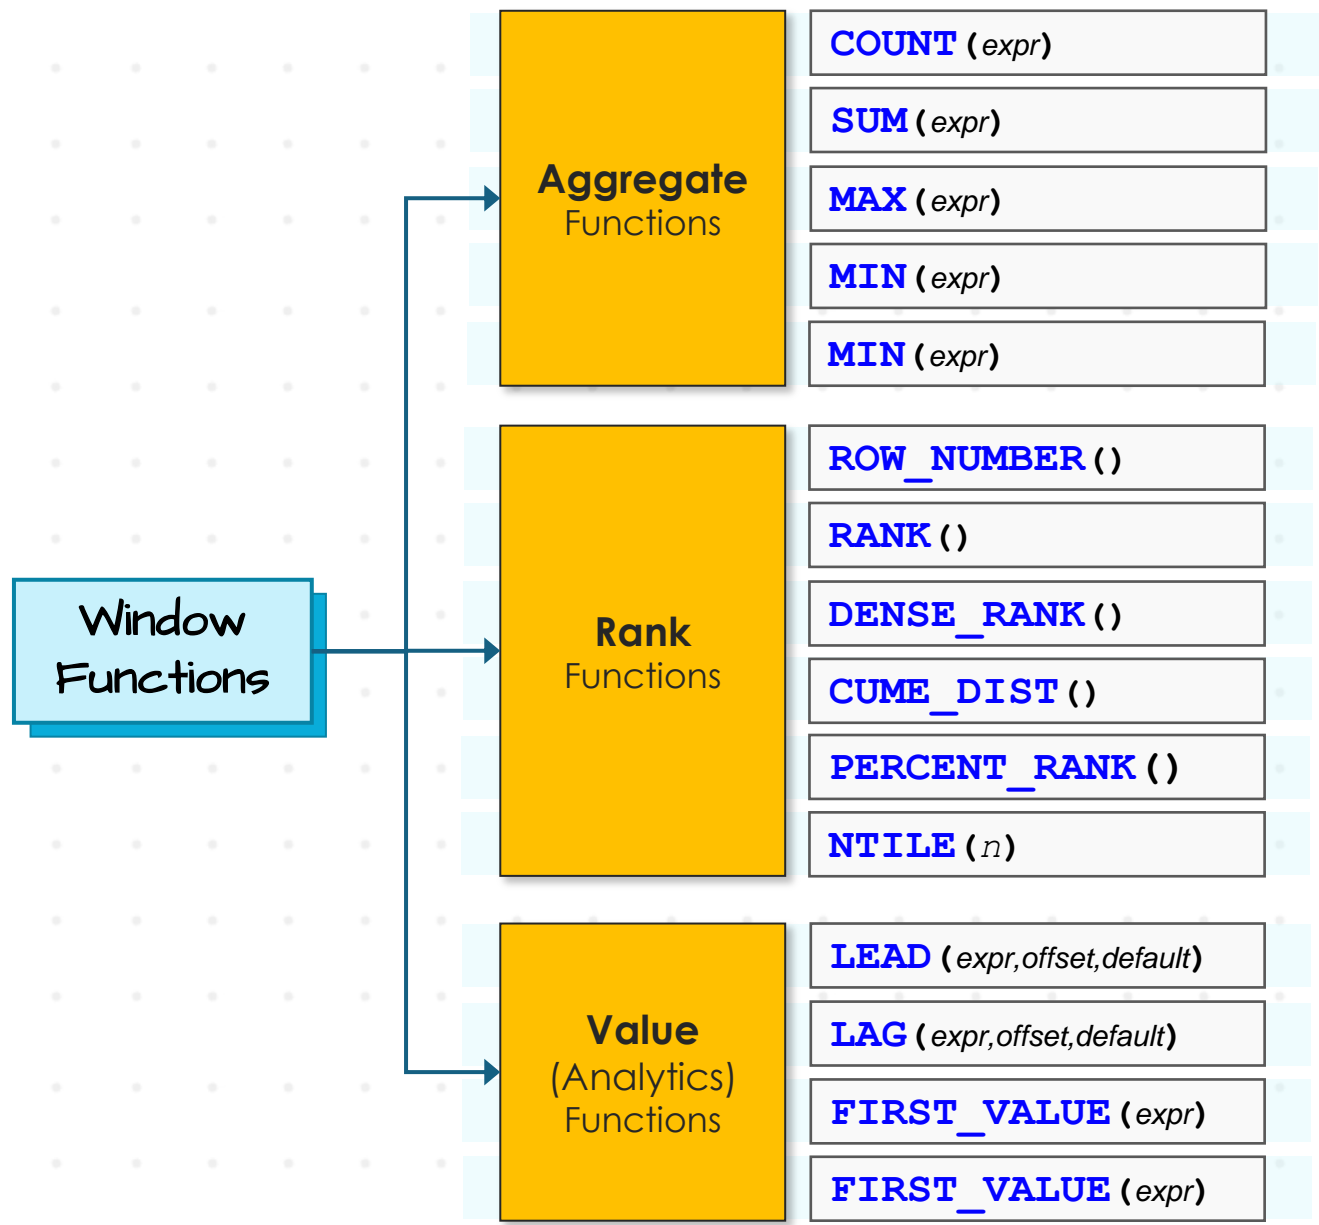 Window
Functions
Aggregate
Functions
COUNT(expr)
SUM(expr)
MAX(expr)
MIN(expr)
MIN(expr)
Rank
Functions
ROW_NUMBER()
RANK()
DENSE_RANK()
CUME_DIST()
PERCENT_RANK()
NTILE(n)
Value
(Analytics)
Functions
LEAD(expr,offset,default)
LAG(expr,offset,default)
FIRST_VALUE(expr)
FIRST_VALUE(expr)